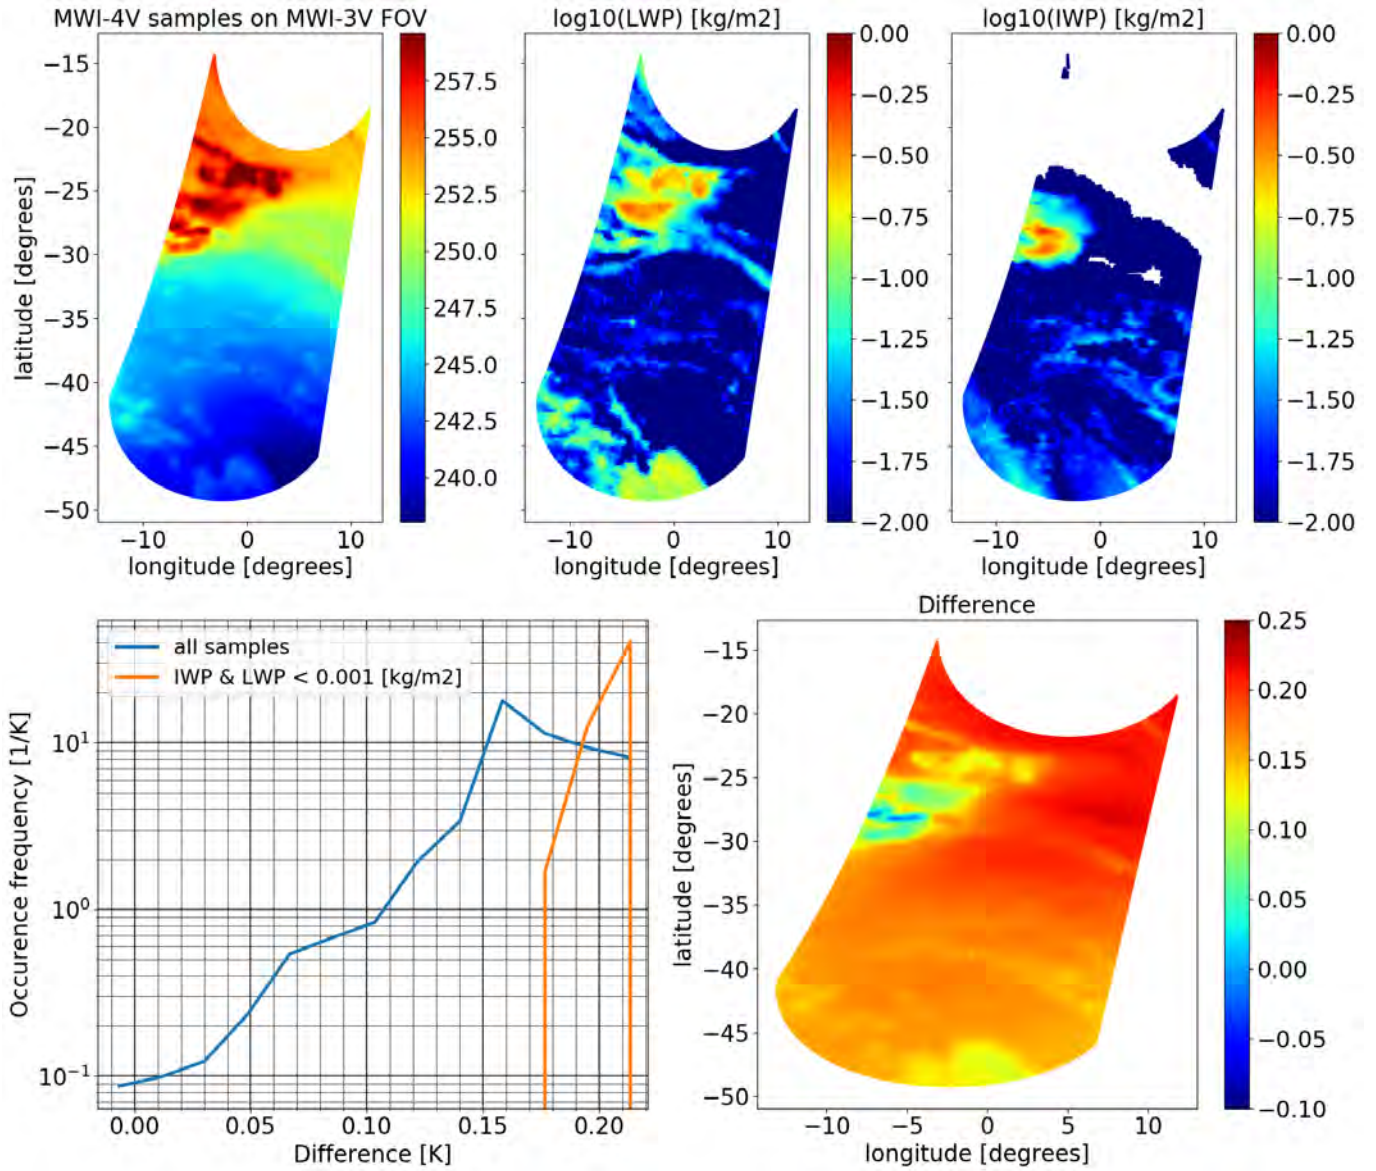 MWI-4V samples on MWI-3V FOV
−15
−20
−25
−30
−35
−40
−45
−50
latitude [degrees]
−10 0 10
longitude [degrees]
257.5
255.0
252.5
250.0
247.5
245.0
242.5
240.0
log10(LWP) [kg/m2]
−10 0 10
longitude [degrees]
0.00
−0.25
−0.50
−0.75
−1.00
−1.25
−1.50
−1.75
−2.00
log10(IWP) [kg/m2]
−10 0 10
longitude [degrees]
0.00
−0.25
−0.50
−0.75
−1.00
−1.25
−1.50
−1.75
−2.00
all samples
IWP & LWP < 0.001 [kg/m2]
Occurence frequency [1/K]
10¹
10⁰
10⁻¹
0.00 0.05 0.10 0.15 0.20
Difference [K]
Difference
−15
−20
−25
−30
−35
−40
−45
−50
latitude [degrees]
−10 −5 0 5 10
longitude [degrees]
0.25
0.20
0.15
0.10
0.05
0.00
−0.05
−0.10